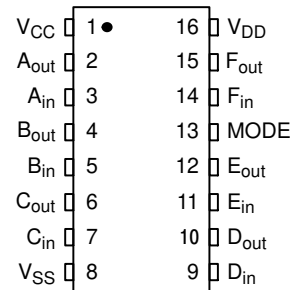 VCC 1 16 VDD
Aout 2 15 Fout
Ain 3 14 Fin
Bout 4 13 MODE
Bin 5 12 Eout
Cout 6 11 Ein
Cin 7 10 Dout
VSS 8 9 Din